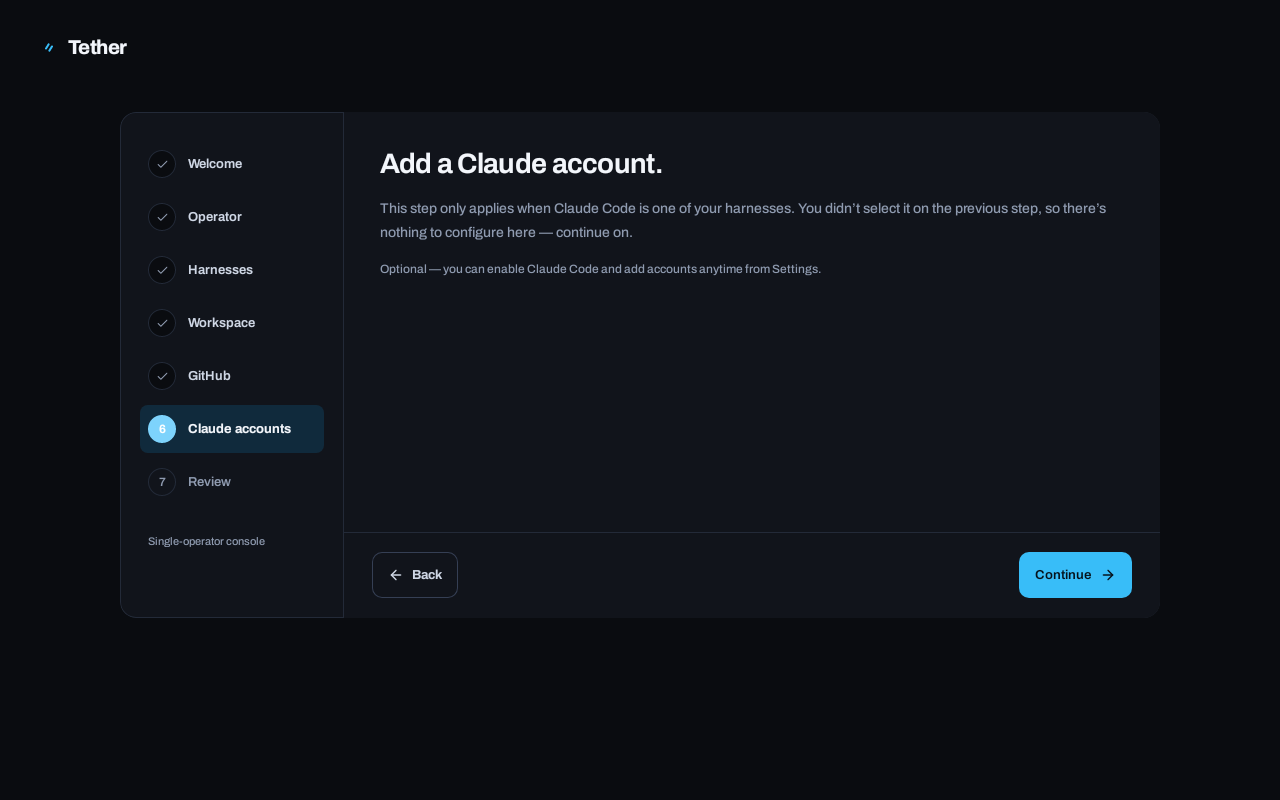 Tether
Welcome
Operator
Harnesses
Workspace
GitHub
6 Claude accounts
7 Review
Single-operator console
Add a Claude account.
This step only applies when Claude Code is one of your harnesses. You didn’t select it on the previous step, so there’s
nothing to configure here — continue on.
Optional — you can enable Claude Code and add accounts anytime from Settings.
Back
Continue